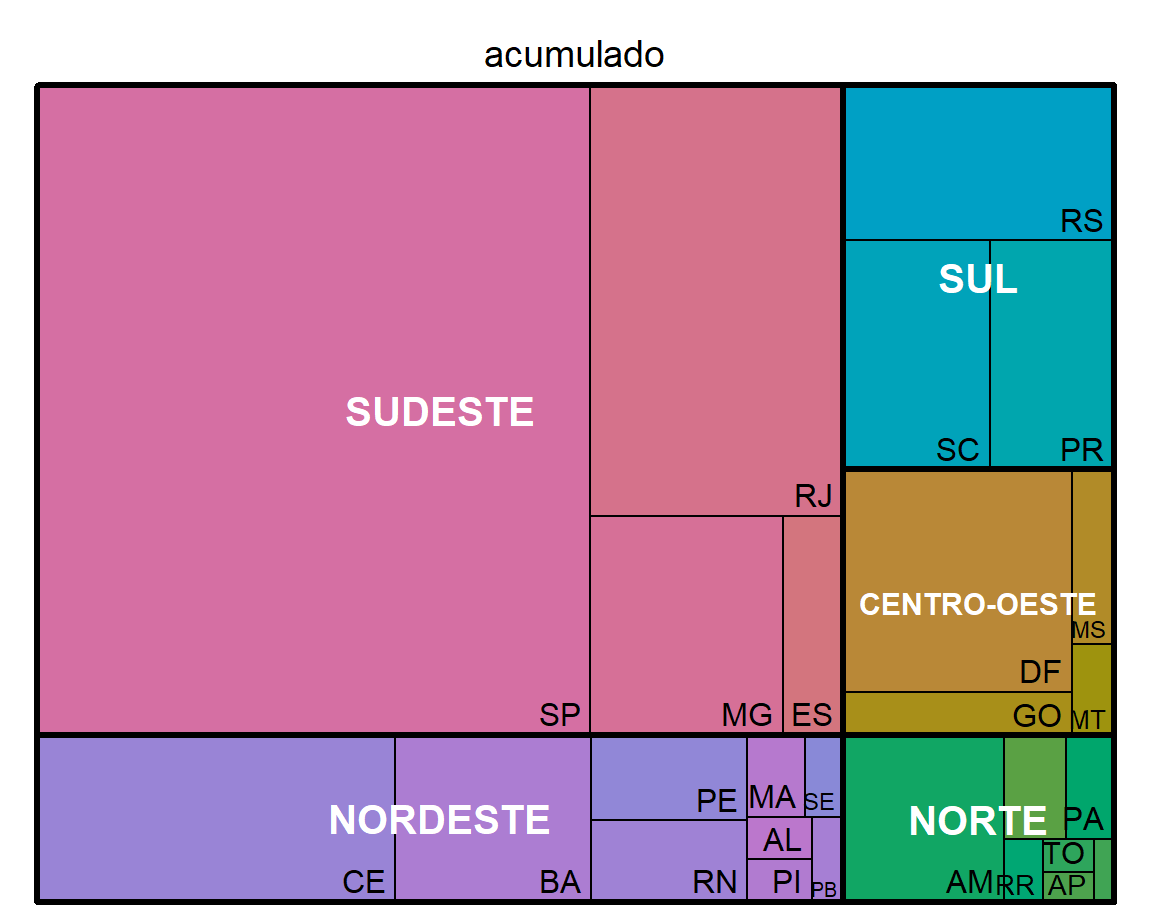 acumulado
RS
SUL
SC
PR
SUDESTE
RJ
CENTRO-OESTE
MS
DF
SP
MG
ES
GO
MT
PE
MA
SE
NORDESTE
NORTE
PA
AL
TO
CE
BA
RN
PI
PB
AM
RR
AP